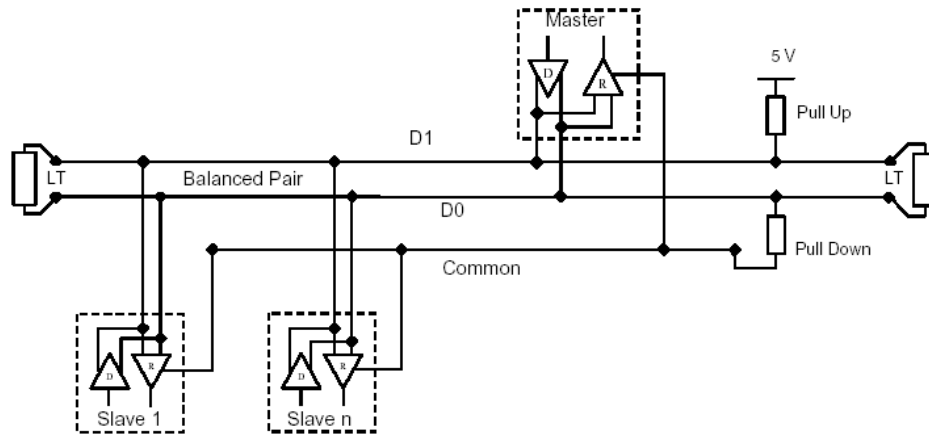 Master
D
R
5 V
Pull Up
D1
LT
Balanced Pair
LT
D0
Pull Down
Common
D
R
Slave 1
D
R
Slave n